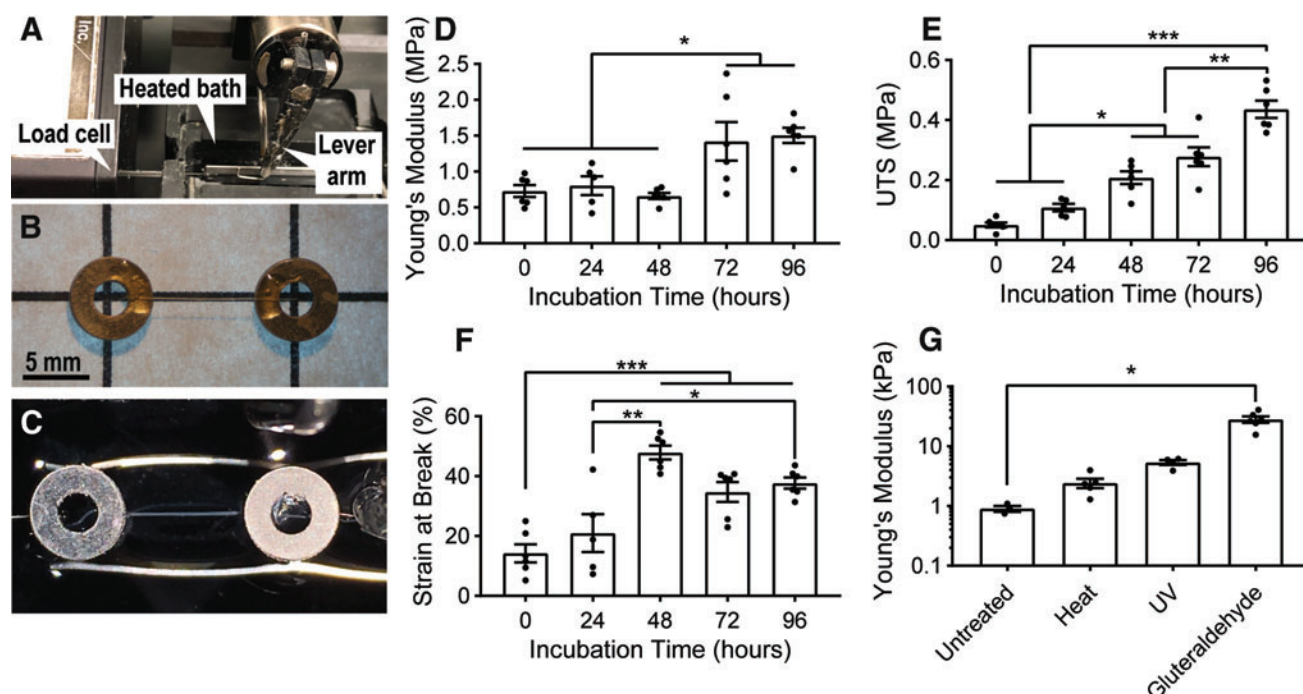 A
Inc.
Heated bath
Load cell
Lever
arm
B
5 mm
C
D
Young's Modulus (MPa)
2.5
2.0
1.5
1.0
0.5
0.0
*
0 24 48 72 96
Incubation Time (hours)
E
UTS (MPa)
0.6
0.4
0.2
0.0
***
**
*
0 24 48 72 96
Incubation Time (hours)
F
Strain at Break (%)
60
40
20
0
***
*
**
0 24 48 72 96
Incubation Time (hours)
G
Young's Modulus (kPa)
100
10
1
0.1
*
Untreated
Heat
UV
Gluteraldehyde